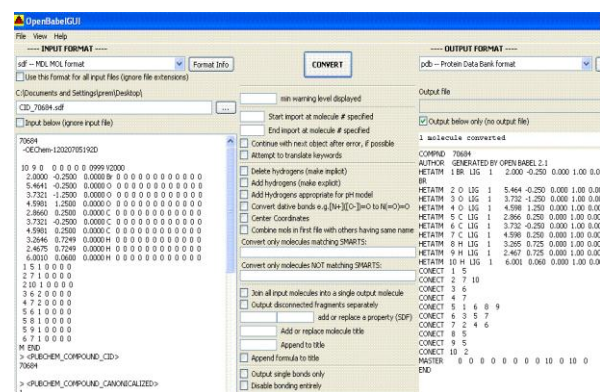 OpenBabelGUI
File View Help
---- INPUT FORMAT ----
sdf -- MDL MOL format
Format Info
Use this format for all input files (ignore file extensions)
C:\Documents and Settings\prem\Desktop\
CID_70684.sdf
...
Input below (ignore input file)
70684
-OEChem-12020705192D
10 9 0 0 0 0 0 0 0999 V2000
2.0000 -0.2500 0.0000 Br 0 0 0 0 0 0 0 0 0 0 0 0
5.4641 -0.2500 0.0000 O 0 0 0 0 0 0 0 0 0 0 0 0
3.7321 -1.2500 0.0000 O 0 0 0 0 0 0 0 0 0 0 0 0
4.5981 1.2500 0.0000 O 0 0 0 0 0 0 0 0 0 0 0 0
2.8660 0.2500 0.0000 C 0 0 0 0 0 0 0 0 0 0 0 0
3.7321 -0.2500 0.0000 C 0 0 0 0 0 0 0 0 0 0 0 0
4.5981 0.2500 0.0000 C 0 0 0 0 0 0 0 0 0 0 0 0
3.2646 0.7249 0.0000 H 0 0 0 0 0 0 0 0 0 0 0 0
2.4675 0.7249 0.0000 H 0 0 0 0 0 0 0 0 0 0 0 0
6.0010 0.0600 0.0000 H 0 0 0 0 0 0 0 0 0 0 0 0
1 5 1 0 0 0 0
2 7 1 0 0 0 0
2 10 1 0 0 0 0
3 6 2 0 0 0 0
4 7 2 0 0 0 0
5 6 1 0 0 0 0
5 8 1 0 0 0 0
5 9 1 0 0 0 0
6 7 1 0 0 0 0
M END
> <PUBCHEM_COMPOUND_CID>
70684
> <PUBCHEM_COMPOUND_CANONICALIZED>
CONVERT
min warning level displayed
Start import at molecule # specified
End import at molecule # specified
Continue with next object after error, if possible
Attempt to translate keywords
Delete hydrogens (make implicit)
Add hydrogens (make explicit)
Add Hydrogens appropriate for pH model
Convert dative bonds e.g.[N+]([O-])=O to N(=O)=O
Center Coordinates
Combine mols in first file with others having same name
Convert only molecules matching SMARTS:
Convert only molecules NOT matching SMARTS:
Join all input molecules into a single output molecule
Output disconnected fragments separately
add or replace a property (SDF)
Add or replace molecule title
Append to title
Append formula to title
Output single bonds only
Disable bonding entirely
---- OUTPUT FORMAT ----
pdb -- Protein Data Bank format
Output file
Output below only (no output file)
1 molecule converted
COMPND 70684
AUTHOR GENERATED BY OPEN BABEL 2.1
HETATM 1 BR LIG 1 2.000 -0.250 0.000 1.00 0.0
BR
HETATM 2 O LIG 1 5.464 -0.250 0.000 1.00 0.00
HETATM 3 O LIG 1 3.732 -1.250 0.000 1.00 0.00
HETATM 4 O LIG 1 4.598 1.250 0.000 1.00 0.00
HETATM 5 C LIG 1 2.866 0.250 0.000 1.00 0.00
HETATM 6 C LIG 1 3.732 -0.250 0.000 1.00 0.00
HETATM 7 C LIG 1 4.598 0.250 0.000 1.00 0.00
HETATM 8 H LIG 1 3.265 0.725 0.000 1.00 0.00
HETATM 9 H LIG 1 2.467 0.725 0.000 1.00 0.00
HETATM 10 H LIG 1 6.001 0.060 0.000 1.00 0.00
CONECT 1 5
CONECT 2 7 10
CONECT 3 6
CONECT 4 7
CONECT 5 1 6 8 9
CONECT 6 3 5 7
CONECT 7 2 4 6
CONECT 8 5
CONECT 9 5
CONECT 10 2
MASTER 0 0 0 0 0 0 0 0 10 0 10 0
END